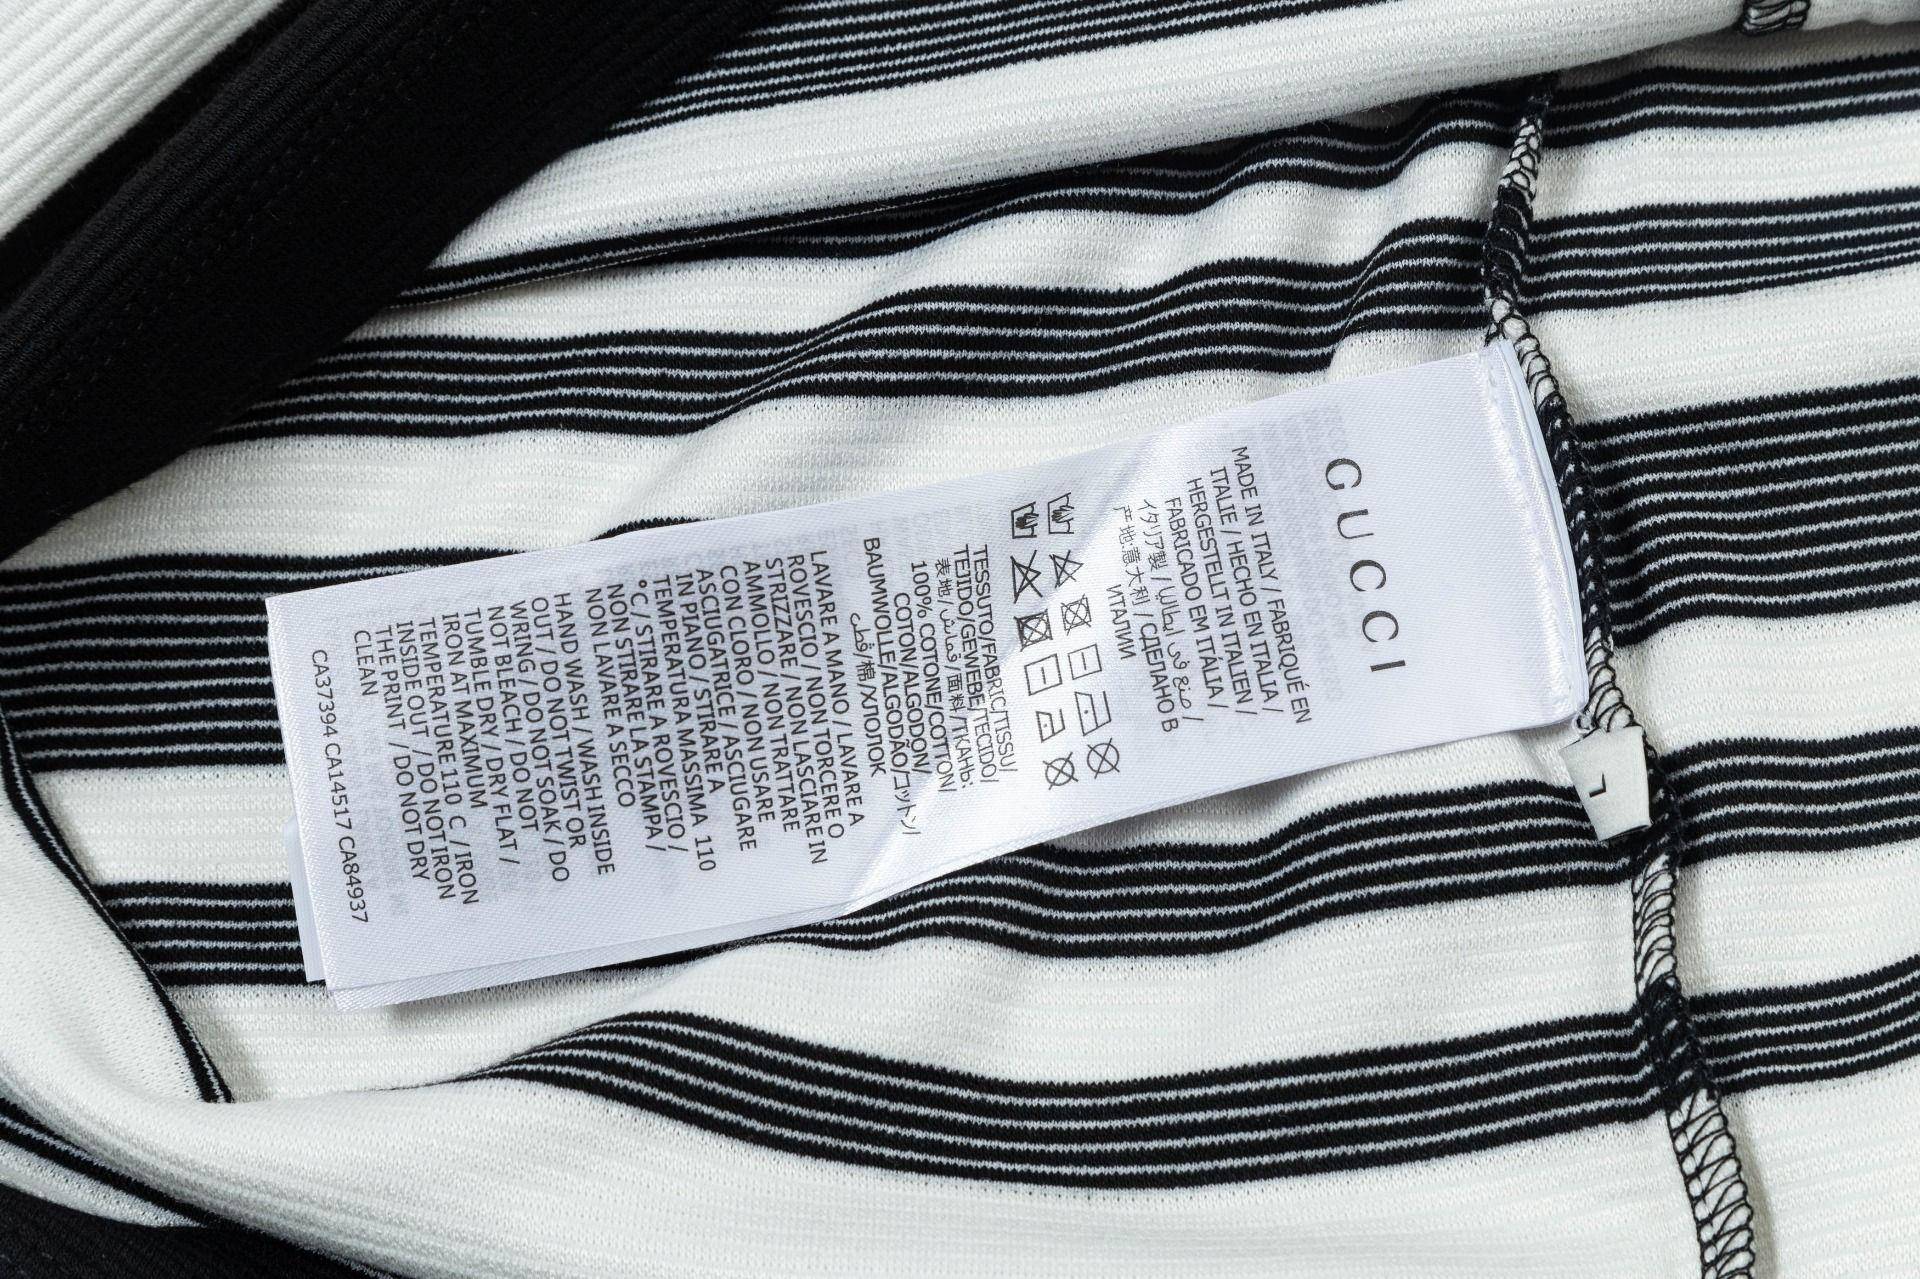 GUCCI
MADE IN ITALY / FABRIQUÉ EN
ITALIE / HECHO EN ITALIA /
HERGESTELLT IN ITALIEN /
FABRICADO EM ITÁLIA /
イタリア製 / صنع في ايطاليا /
产地:意大利 / СДЕЛАНО В
ИТАЛИИ
TESSUTO/FABRIC/TISSU/
TEJIDO/GEWEBE/TECIDO/
表地/قماش/面料/ТКАНЬ:
100% COTONE/COTTON/
COTON/ALGODON/
BAUMWOLLE/ALGODÃO/コットン/
قطن/棉/ХЛОПОК
LAVARE A MANO / LAVARE A
ROVESCIO / NON TORCERE O
STRIZZARE / NON LASCIARE IN
AMMOLLO / NON TRATTARE
CON CLORO / NON USARE
ASCIUGATRICE / ASCIUGARE
IN PIANO / STIRARE A
TEMPERATURA MASSIMA 110
°C/ STIRARE A ROVESCIO /
NON STIRARE LA STAMPA /
NON LAVARE A SECCO
HAND WASH / WASH INSIDE
OUT / DO NOT TWIST OR
WRING / DO NOT SOAK / DO
NOT BLEACH / DO NOT
TUMBLE DRY / DRY FLAT /
IRON AT MAXIMUM
TEMPERATURE 110 C / IRON
INSIDE OUT / DO NOT IRON
THE PRINT / DO NOT DRY
CLEAN
CA37394 CA14517 CA84937
L